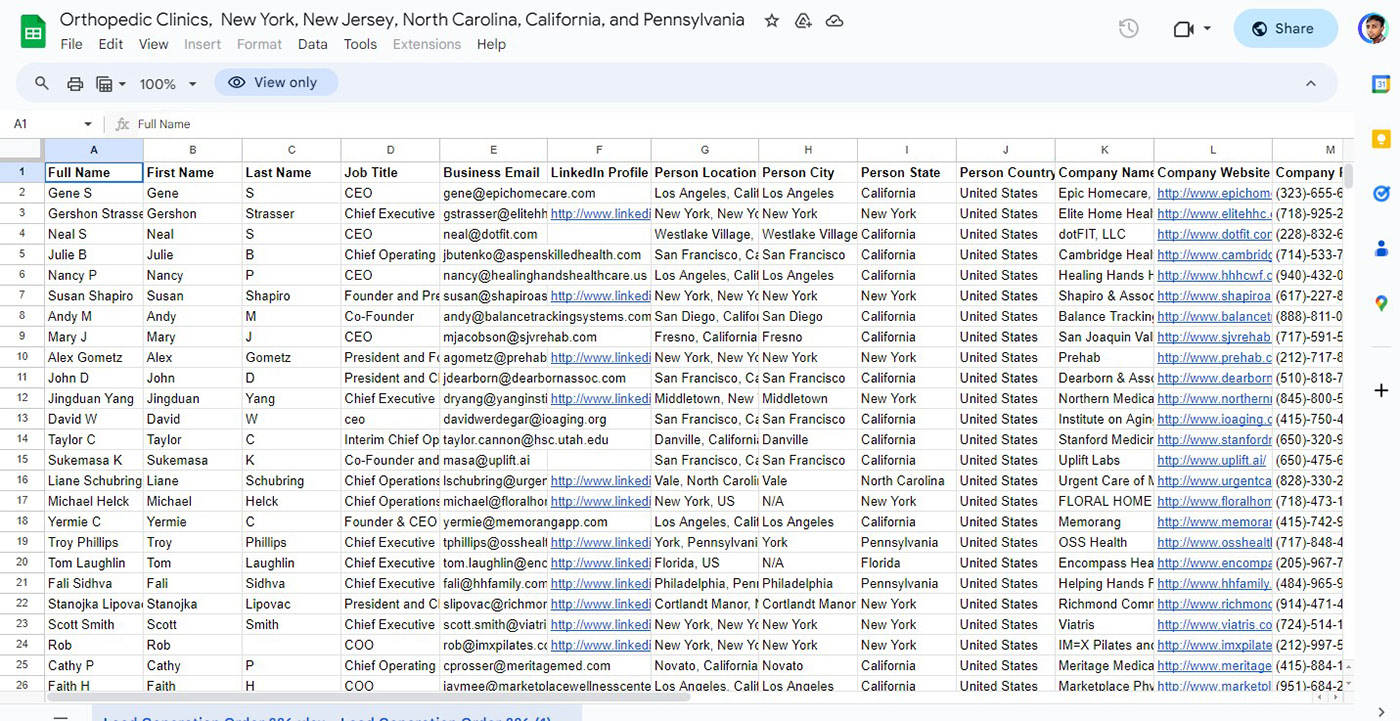 Orthopedic Clinics, New York, New Jersey, North Carolina, California, and Pennsylvania
Share
File Edit View Insert Format Data Tools Extensions Help
100% View only
31
A1 fx Full Name
A B C D E F G H I J K L M
1 Full Name First Name Last Name Job Title Business Email LinkedIn Profile Person Location Person City Person State Person Country Company Name Company Website Company
2 Gene S Gene S CEO gene@epichomecare.com Los Angeles, Calif Los Angeles California United States Epic Homecare, http://www.epichom (323)-655-6
3 Gershon Strasse Gershon Strasser Chief Executive gstrasser@elitehh http://www.linkedi New York, New Yo New York New York United States Elite Home Heal http://www.elitehhc. (718)-925-2
4 Neal S Neal S CEO neal@dotfit.com Westlake Village, Westlake Village California United States dotFIT, LLC http://www.dotfit.con (228)-832-6
5 Julie B Julie B Chief Operating jbutenko@aspenskilledhealth.com San Francisco, Ca San Francisco California United States Cambridge Heal http://www.cambridg (714)-533-7
6 Nancy P Nancy P CEO nancy@healinghandshealthcare.us Los Angeles, Calif Los Angeles California United States Healing Hands H http://www.hhhcwf.c (940)-432-0
7 Susan Shapiro Susan Shapiro Founder and Pre susan@shapiroas http://www.linkedi New York, New Yo New York New York United States Shapiro & Assoc http://www.shapiroa (617)-227-8
8 Andy M Andy M Co-Founder andy@balancetrackingsystems.com San Diego, Califor San Diego California United States Balance Tracking http://www.balancet (888)-811-0
9 Mary J Mary J CEO mjacobson@sjvrehab.com Fresno, California Fresno California United States San Joaquin Val http://www.sjvrehab (717)-591-5
10 Alex Gometz Alex Gometz President and Fo agometz@prehab http://www.linkedi New York, New Yo New York New York United States Prehab http://www.prehab.c (212)-717-8
11 John D John D President and C jdearborn@dearbornassoc.com San Francisco, Ca San Francisco California United States Dearborn & Asso http://www.dearborn (510)-818-7
12 Jingduan Yang Jingduan Yang Chief Executive dryang@yanginsti http://www.linkedi Middletown, New Middletown New York United States Northern Medica http://www.northern (845)-800-5
13 David W David W ceo davidwerdegar@ioaging.org San Francisco, Ca San Francisco California United States Institute on Agin http://www.ioaging.c (415)-750-4
14 Taylor C Taylor C Interim Chief Op taylor.cannon@hsc.utah.edu Danville, California Danville California United States Stanford Medicin http://www.stanford (650)-320-9
15 Sukemasa K Sukemasa K Co-Founder and masa@uplift.ai San Francisco, Ca San Francisco California United States Uplift Labs http://www.uplift.ai/ (650)-475-6
16 Liane Schubring Liane Schubring Chief Operations lschubring@urgen http://www.linkedi Vale, North Caroli Vale North Carolina United States Urgent Care of M http://www.urgentca (828)-330-2
17 Michael Helck Michael Helck Chief Operations michael@floralhor http://www.linkedi New York, US N/A New York United States FLORAL HOME http://www.floralhom (718)-473-1
18 Yermie C Yermie C Founder & CEO yermie@memorangapp.com Los Angeles, Calif Los Angeles California United States Memorang http://www.memorar (415)-742-9
19 Troy Phillips Troy Phillips Chief Executive tphillips@osshealt http://www.linkedi York, Pennsylvani York Pennsylvania United States OSS Health http://www.osshealt (717)-848-4
20 Tom Laughlin Tom Laughlin Chief Executive tom.laughlin@enc http://www.linkedi Florida, US N/A Florida United States Encompass Hea http://www.encompa (205)-967-7
21 Fali Sidhva Fali Sidhva Chief Executive fali@hhfamily.com http://www.linkedi Philadelphia, Pen Philadelphia Pennsylvania United States Helping Hands F http://www.hhfamily. (484)-965-9
22 Stanojka Lipovac Stanojka Lipovac President and C slipovac@richmor http://www.linkedi Cortlandt Manor, N Cortlandt Manor New York United States Richmond Comm http://www.richmonc (914)-471-4
23 Scott Smith Scott Smith Chief Executive scott.smith@viatri http://www.linkedi New York, New Yo New York New York United States Viatris http://www.viatris.co (724)-514-1
24 Rob Rob COO rob@imxpilates.co http://www.linkedi New York, New Yo New York New York United States IM=X Pilates and http://www.imxpilate (212)-997-5
25 Cathy P Cathy P Chief Operating cprosser@meritagemed.com Novato, California Novato California United States Meritage Medica http://www.meritage (415)-884-1
26 Faith H Faith H COO jaymee@marketplacewellnesscente Los Angeles, Calif Los Angeles California United States Marketplace Phy http://www.marketpl (951)-684-2